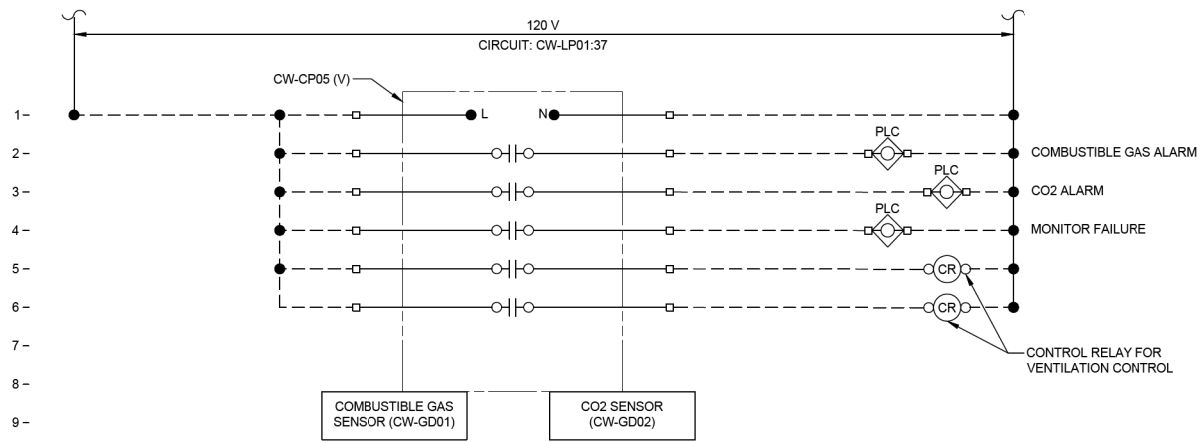 120 V
CIRCUIT: CW-LP01:37
CW-CP05 (V)
1 –
L
N
2 –
PLC
COMBUSTIBLE GAS ALARM
3 –
PLC
CO2 ALARM
4 –
PLC
MONITOR FAILURE
5 –
CR
6 –
CR
7 –
CONTROL RELAY FOR
VENTILATION CONTROL
8 –
COMBUSTIBLE GAS
SENSOR (CW-GD01)
CO2 SENSOR
(CW-GD02)
9 –